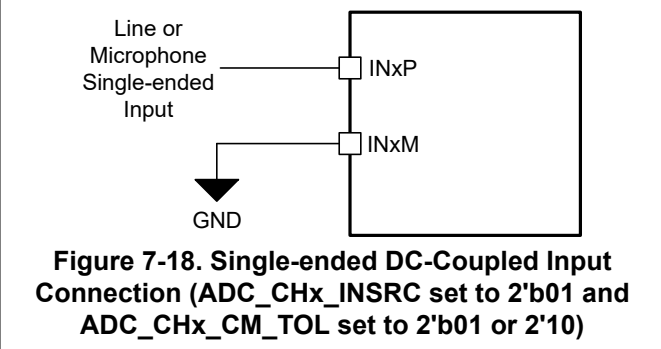 Line or
Microphone
Single-ended
Input
INxP
INxM
GND
Figure 7-18. Single-ended DC-Coupled Input
Connection (ADC_CHx_INSRC set to 2'b01 and
ADC_CHx_CM_TOL set to 2'b01 or 2'10)